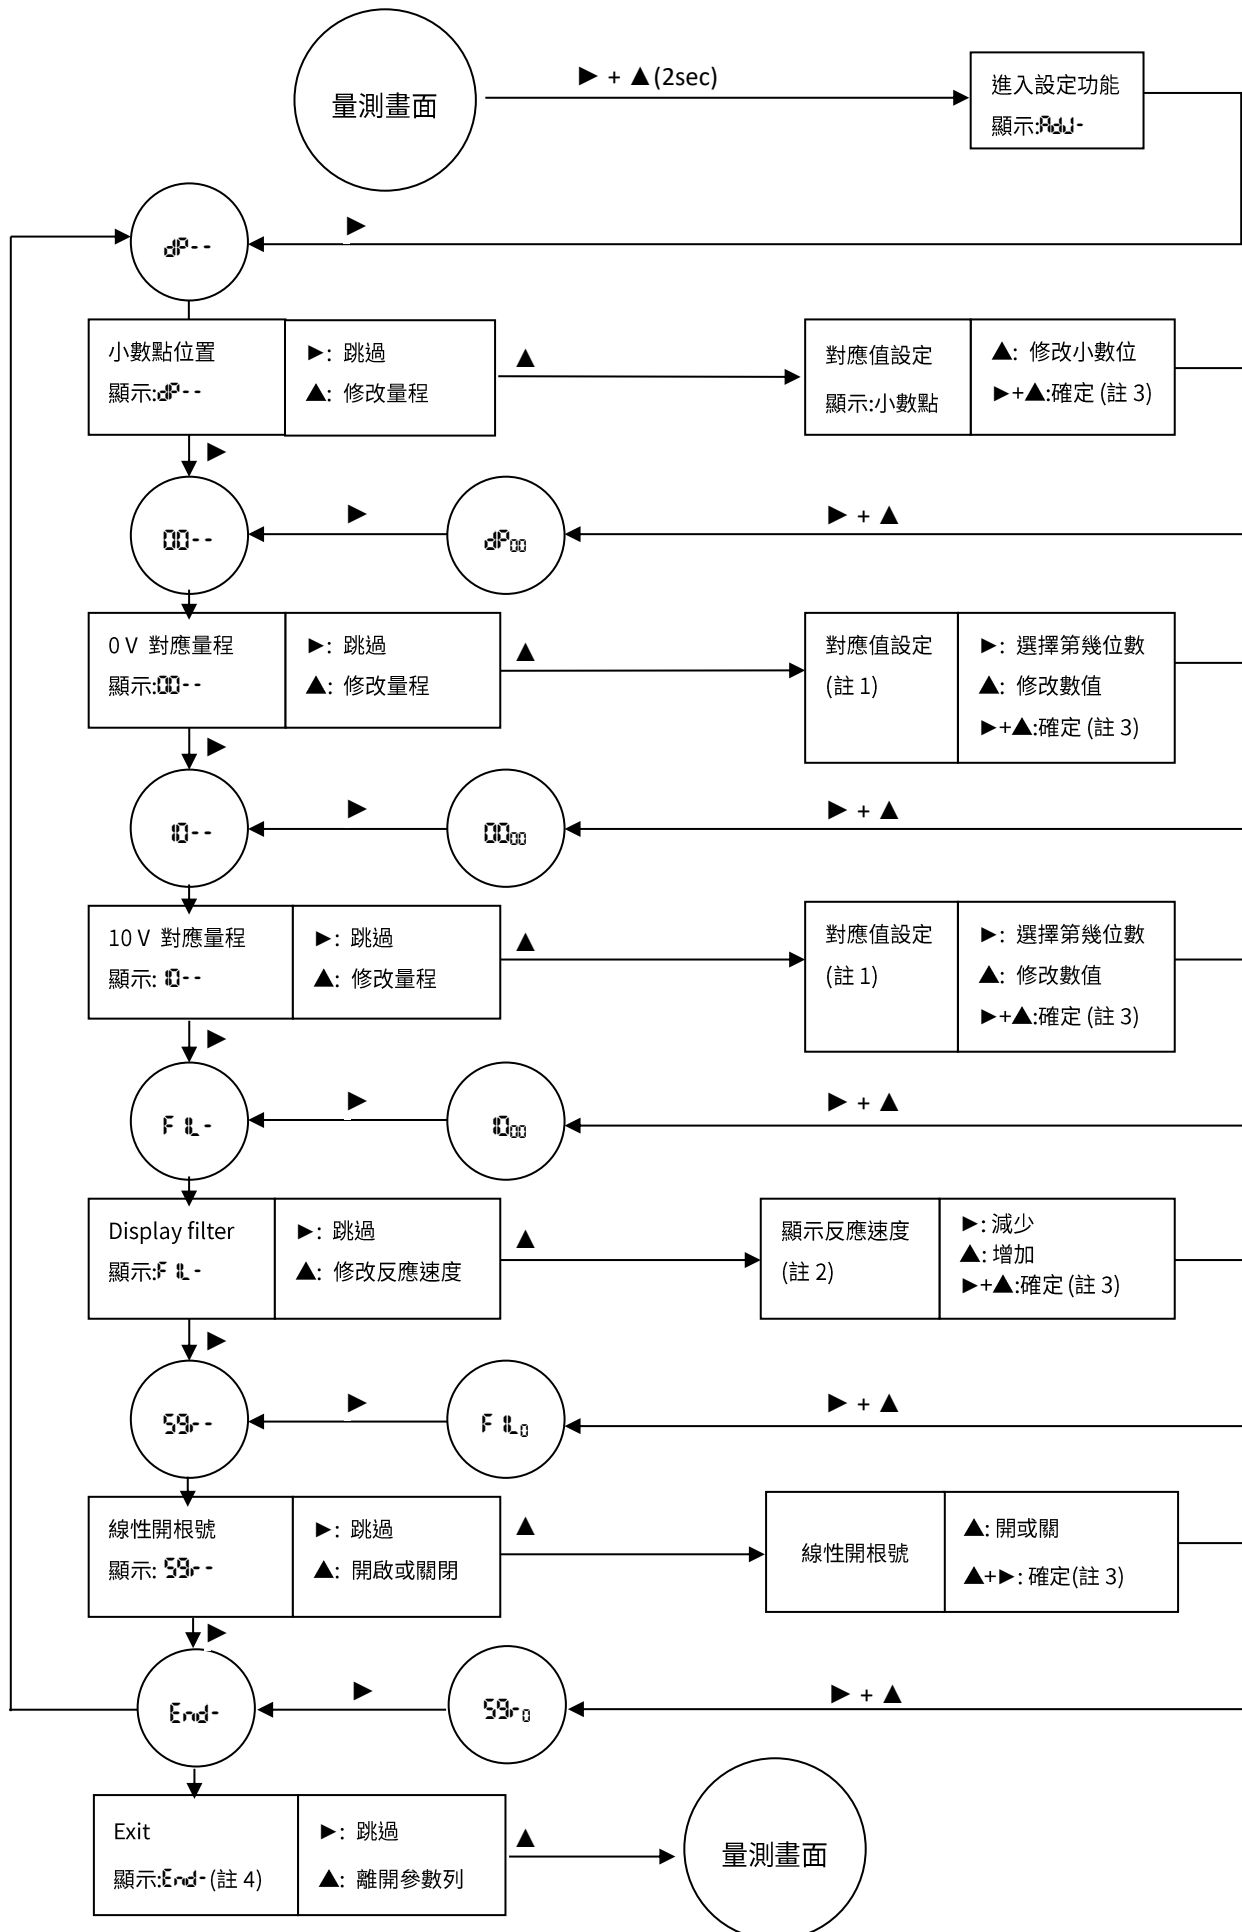 量測畫面
► + ▲(2sec)
進入設定功能
顯示:AdJ-
►
dP--
小數點位置
顯示:dP--
►: 跳過
▲: 修改量程
▲
對應值設定
顯示:小數點
▲: 修改小數位
►+▲:確定 (註 3)
►
00--
►
dP00
► + ▲
0 V 對應量程
顯示:00--
►: 跳過
▲: 修改量程
▲
對應值設定
(註 1)
►: 選擇第幾位數
▲: 修改數值
►+▲:確定 (註 3)
►
10--
►
0000
► + ▲
10 V 對應量程
顯示: 10--
►: 跳過
▲: 修改量程
▲
對應值設定
(註 1)
►: 選擇第幾位數
▲: 修改數值
►+▲:確定 (註 3)
►
FIL-
►
1000
► + ▲
Display filter
顯示:FIL-
►: 跳過
▲: 修改反應速度
▲
顯示反應速度
(註 2)
►: 減少
▲: 增加
►+▲:確定 (註 3)
►
S9r--
►
FIL0
► + ▲
線性開根號
顯示: S9r--
►: 跳過
▲: 開啟或關閉
▲
線性開根號
▲: 開或關
▲+►: 確定(註 3)
►
End-
►
S9r0
► + ▲
Exit
顯示:End- (註 4)
►: 跳過
▲: 離開參數列
▲
量測畫面